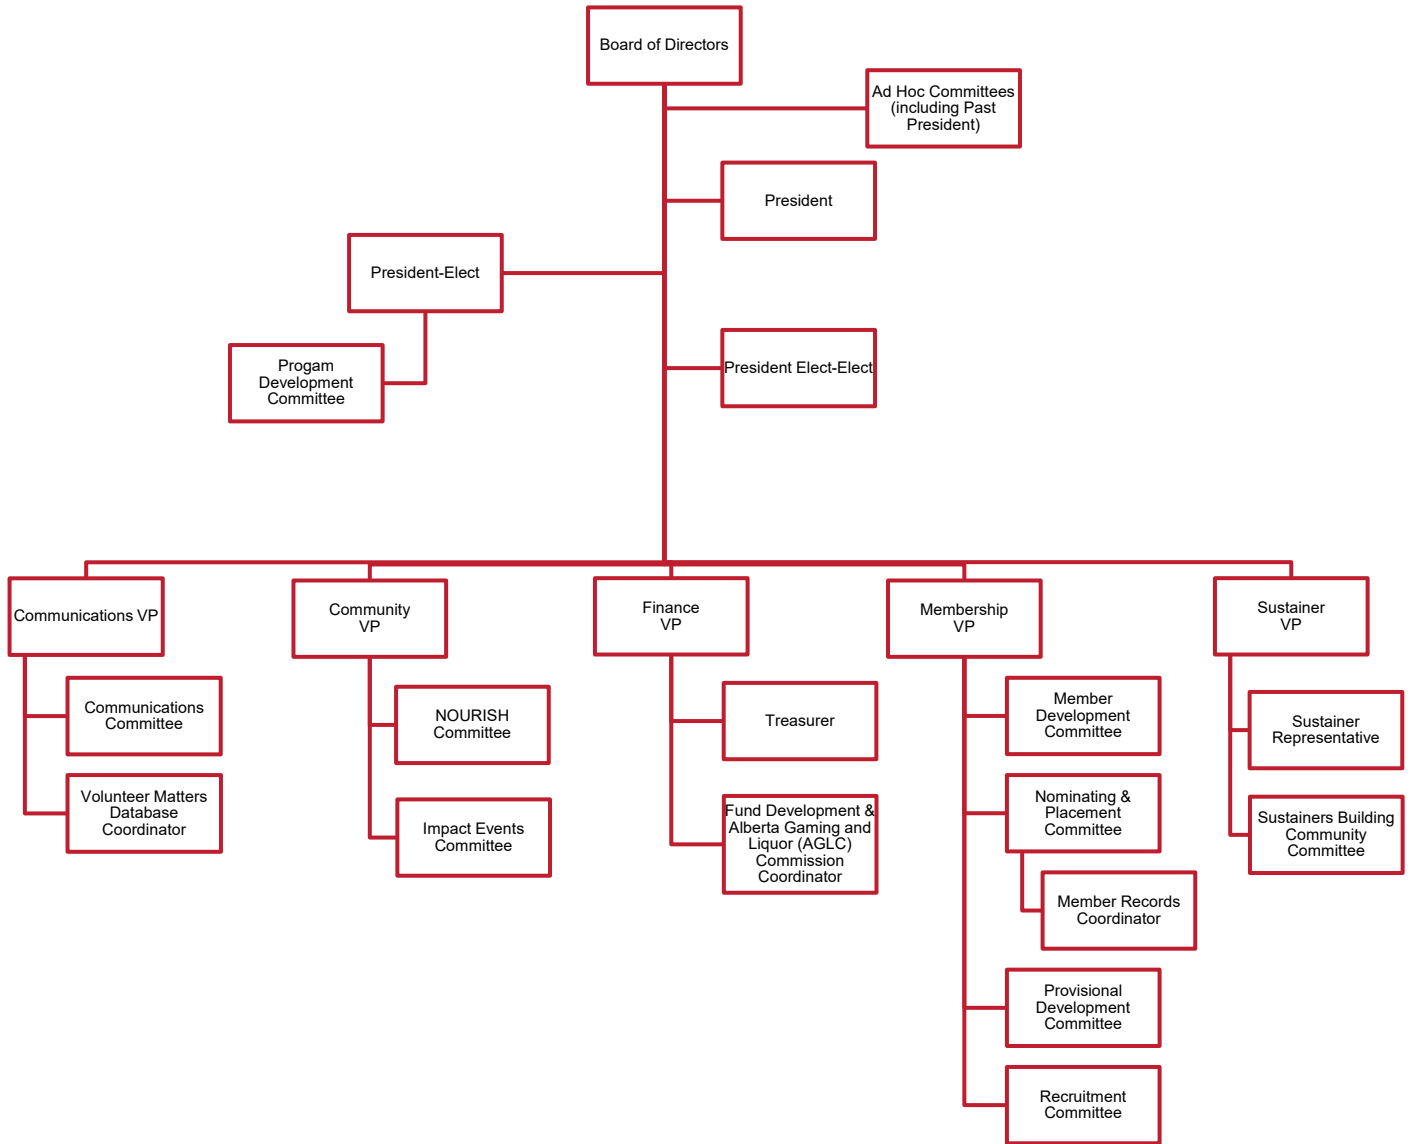 Board of Directors
Ad Hoc Committees
(including Past
President)
President
President-Elect
Progam
Development
Committee
President Elect-Elect
Communications VP
Communications
Committee
Volunteer Matters
Database
Coordinator
Community
VP
NOURISH
Committee
Impact Events
Committee
Finance
VP
Treasurer
Fund Development &
Alberta Gaming and
Liquor (AGLC)
Commission
Coordinator
Membership
VP
Member
Development
Committee
Nominating &
Placement
Committee
Member Records
Coordinator
Provisional
Development
Committee
Recruitment
Committee
Sustainer
VP
Sustainer
Representative
Sustainers Building
Community
Committee